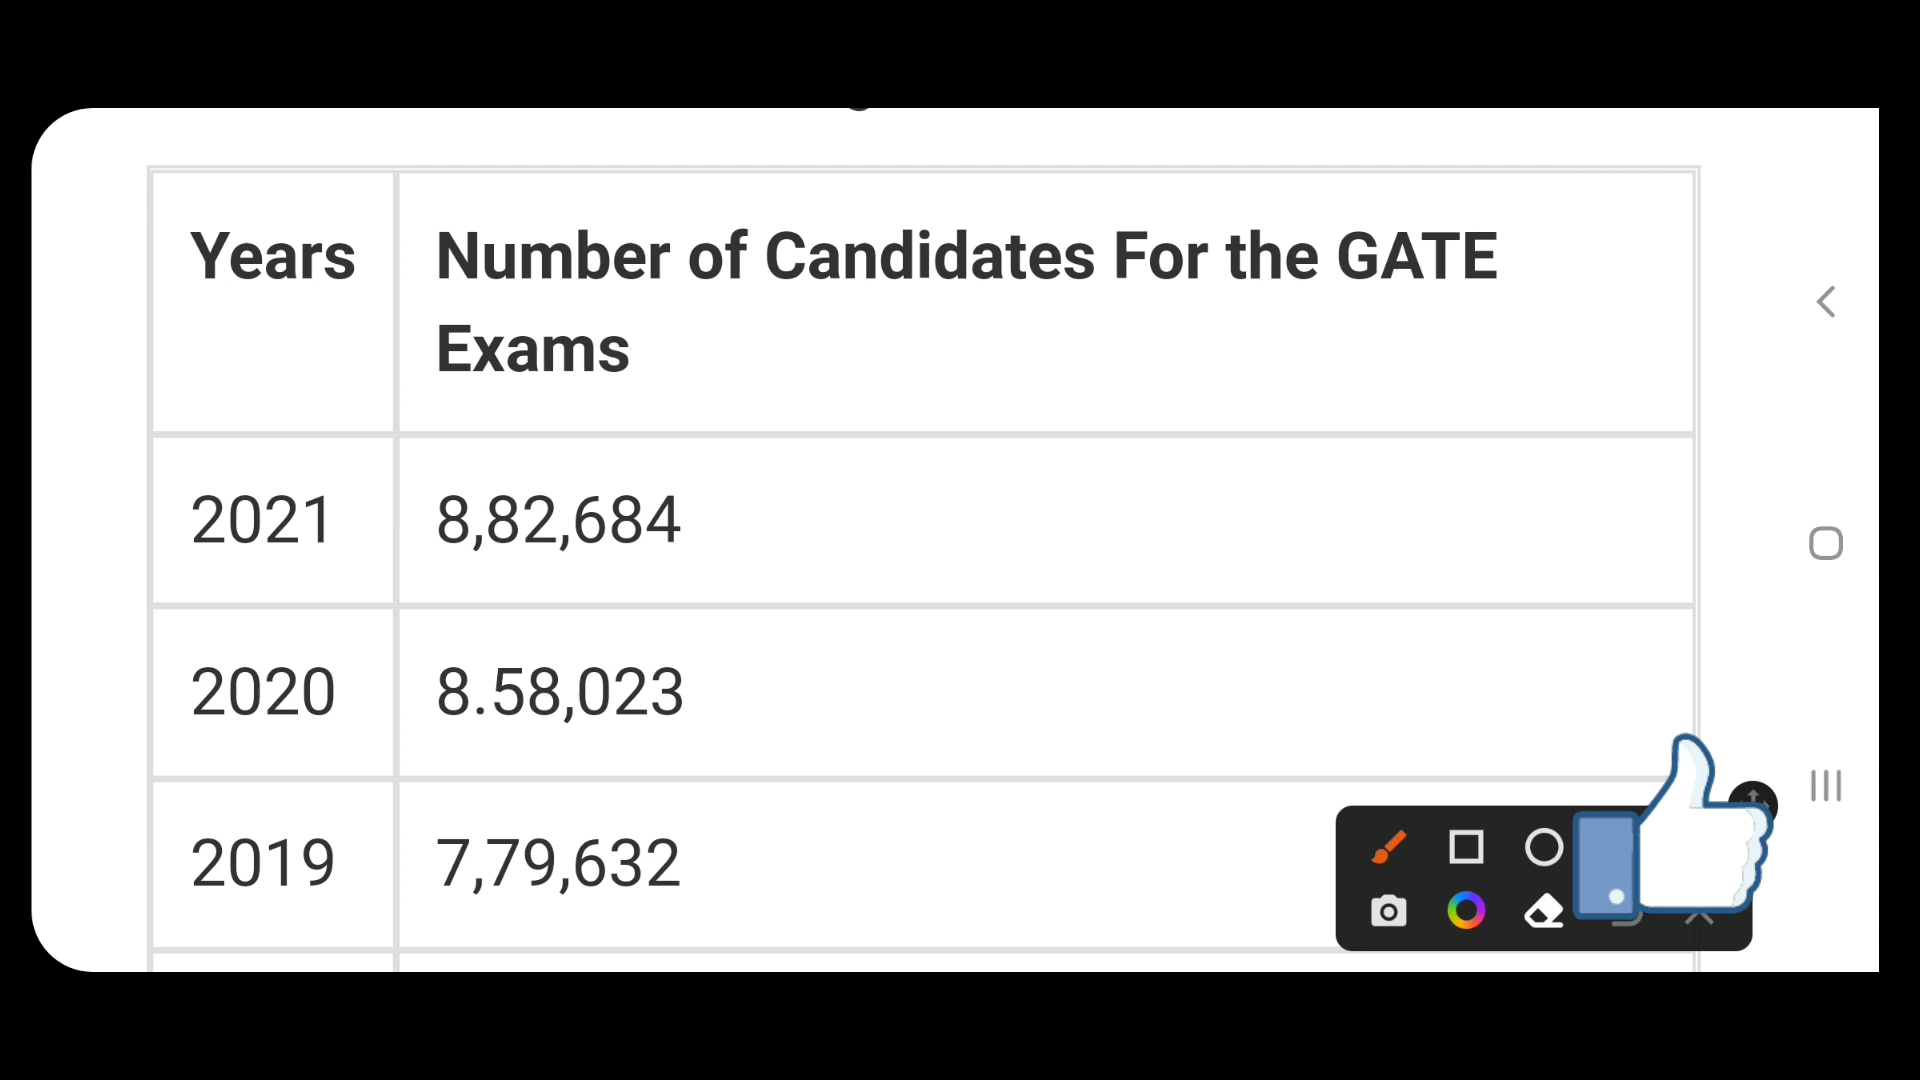 Years Number of Candidates For the GATE
Exams
2021 8,82,684
2020 8.58,023
2019 7,79,632